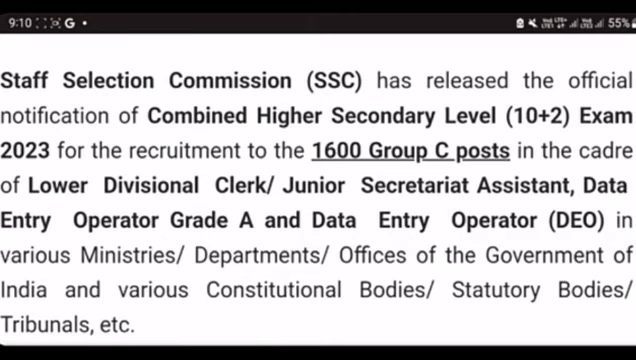 9:10 G • 55%
Staff Selection Commission (SSC) has released the official
notification of Combined Higher Secondary Level (10+2) Exam
2023 for the recruitment to the 1600 Group C posts in the cadre
of Lower Divisional Clerk/ Junior Secretariat Assistant, Data
Entry Operator Grade A and Data Entry Operator (DEO) in
various Ministries/ Departments/ Offices of the Government of
India and various Constitutional Bodies/ Statutory Bodies/
Tribunals, etc.